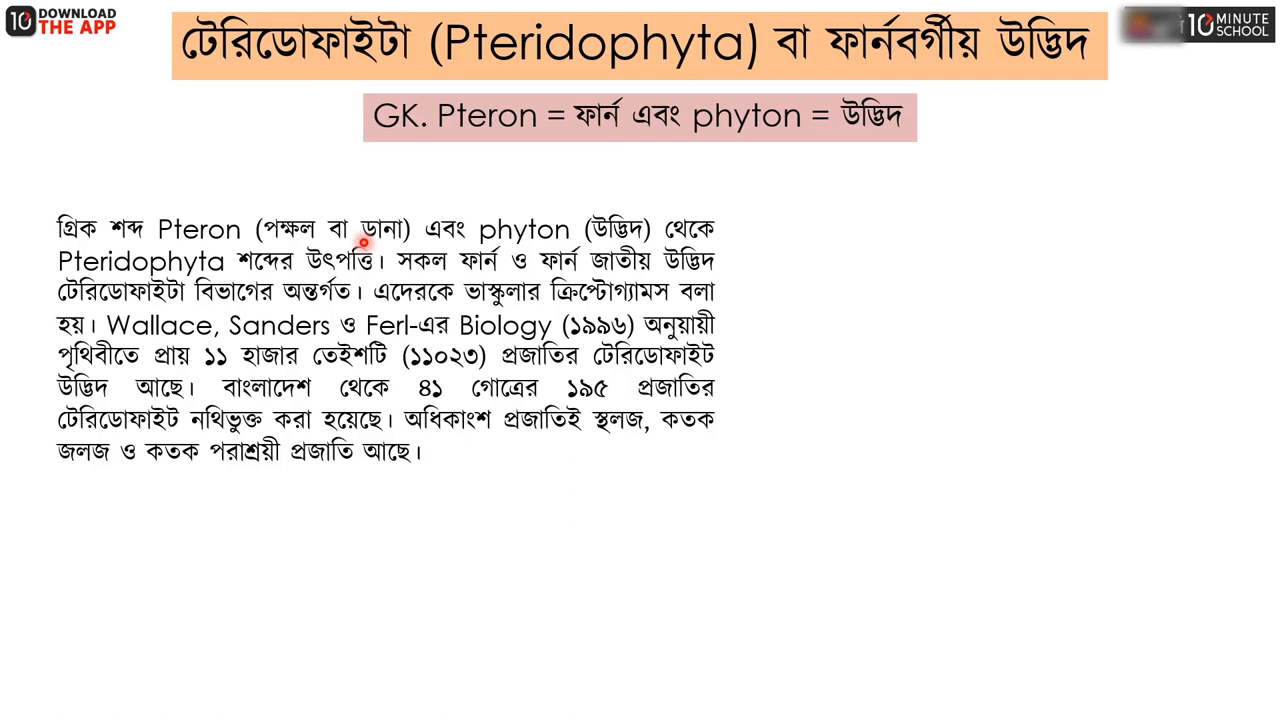 10 DOWNLOAD
THE APP
টেরিডোফাইটা (Pteridophyta) বা ফার্নবর্গীয় উদ্ভিদ
10 MINUTE
SCHOOL
GK. Pteron = ফার্ন এবং phyton = উদ্ভিদ
গ্রিক শব্দ Pteron (পক্ষল বা ডানা) এবং phyton (উদ্ভিদ) থেকে
Pteridophyta শব্দের উৎপত্তি। সকল ফার্ন ও ফার্ন জাতীয় উদ্ভিদ
টেরিডোফাইটা বিভাগের অন্তর্গত। এদেরকে ভাস্কুলার ক্রিপ্টোগ্যামস বলা
হয়। Wallace, Sanders ও Ferl-এর Biology (১৯৯৬) অনুয়ায়ী
পৃথিবীতে প্রায় ১১ হাজার তেইশটি (১১০২৩) প্রজাতির টেরিডোফাইট
উদ্ভিদ আছে। বাংলাদেশ থেকে ৪১ গোত্রের ১৯৫ প্রজাতির
টেরিডোফাইট নথিভুক্ত করা হয়েছে। অধিকাংশ প্রজাতিই স্থলজ, কতক
জলজ ও কতক পরাশ্রয়ী প্রজাতি আছে।